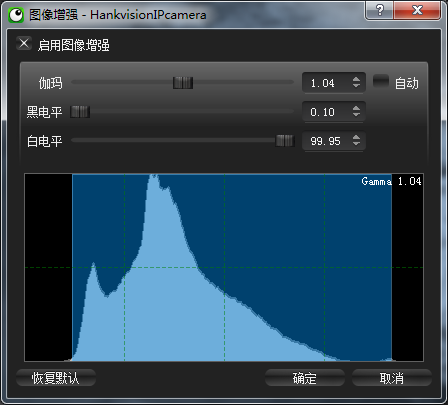 图像增强 - HankvisionIPcamera
启用图像增强
伽玛 1.04 自动
黑电平 0.10
白电平 99.95
Gamma 1.04
恢复默认 确定 取消